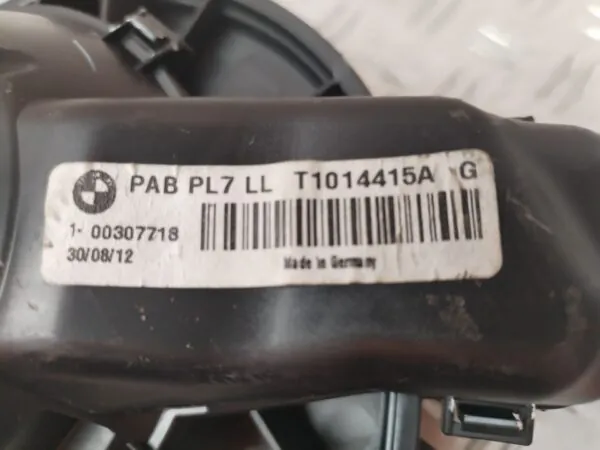 PAB PL7 LL T1014415A G
1- 00307718
30/08/12
Made in Germany